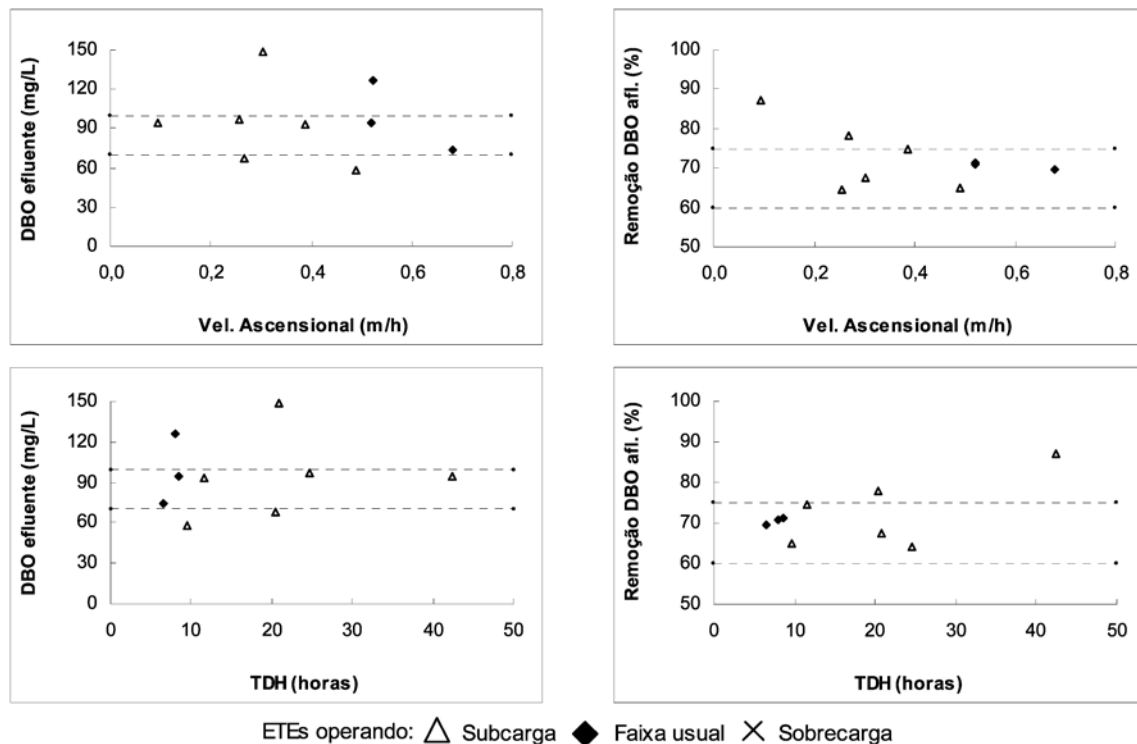 DBO efluente (mg/L)
150
120
90
60
30
0
0,0 0,2 0,4 0,6 0,8
Vel. Ascensional (m/h)
Remoção DBO afl. (%)
100
90
80
70
60
50
0,0 0,2 0,4 0,6 0,8
Vel. Ascensional (m/h)
DBO efluente (mg/L)
150
120
90
60
30
0
0 10 20 30 40 50
TDH (horas)
Remoção DBO afl. (%)
100
90
80
70
60
50
0 10 20 30 40 50
TDH (horas)
ETEs operando: Subcarga Faixa usual Sobrecarga